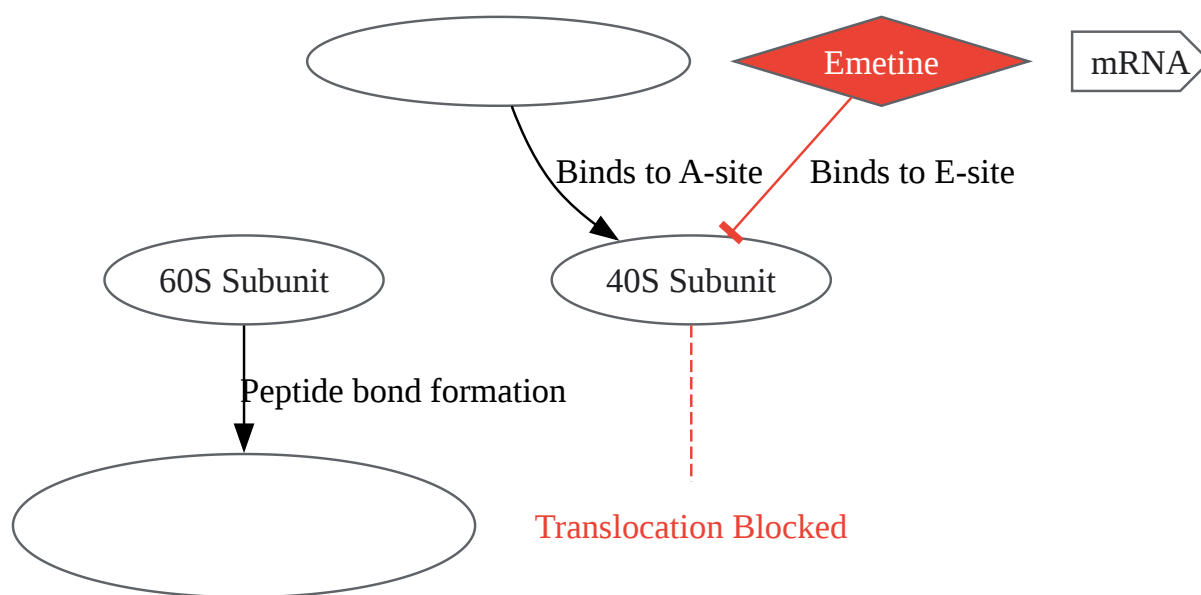 Emetine
mRNA
Binds to A-site
Binds to E-site
60S Subunit
40S Subunit
Peptide bond formation
Translocation Blocked